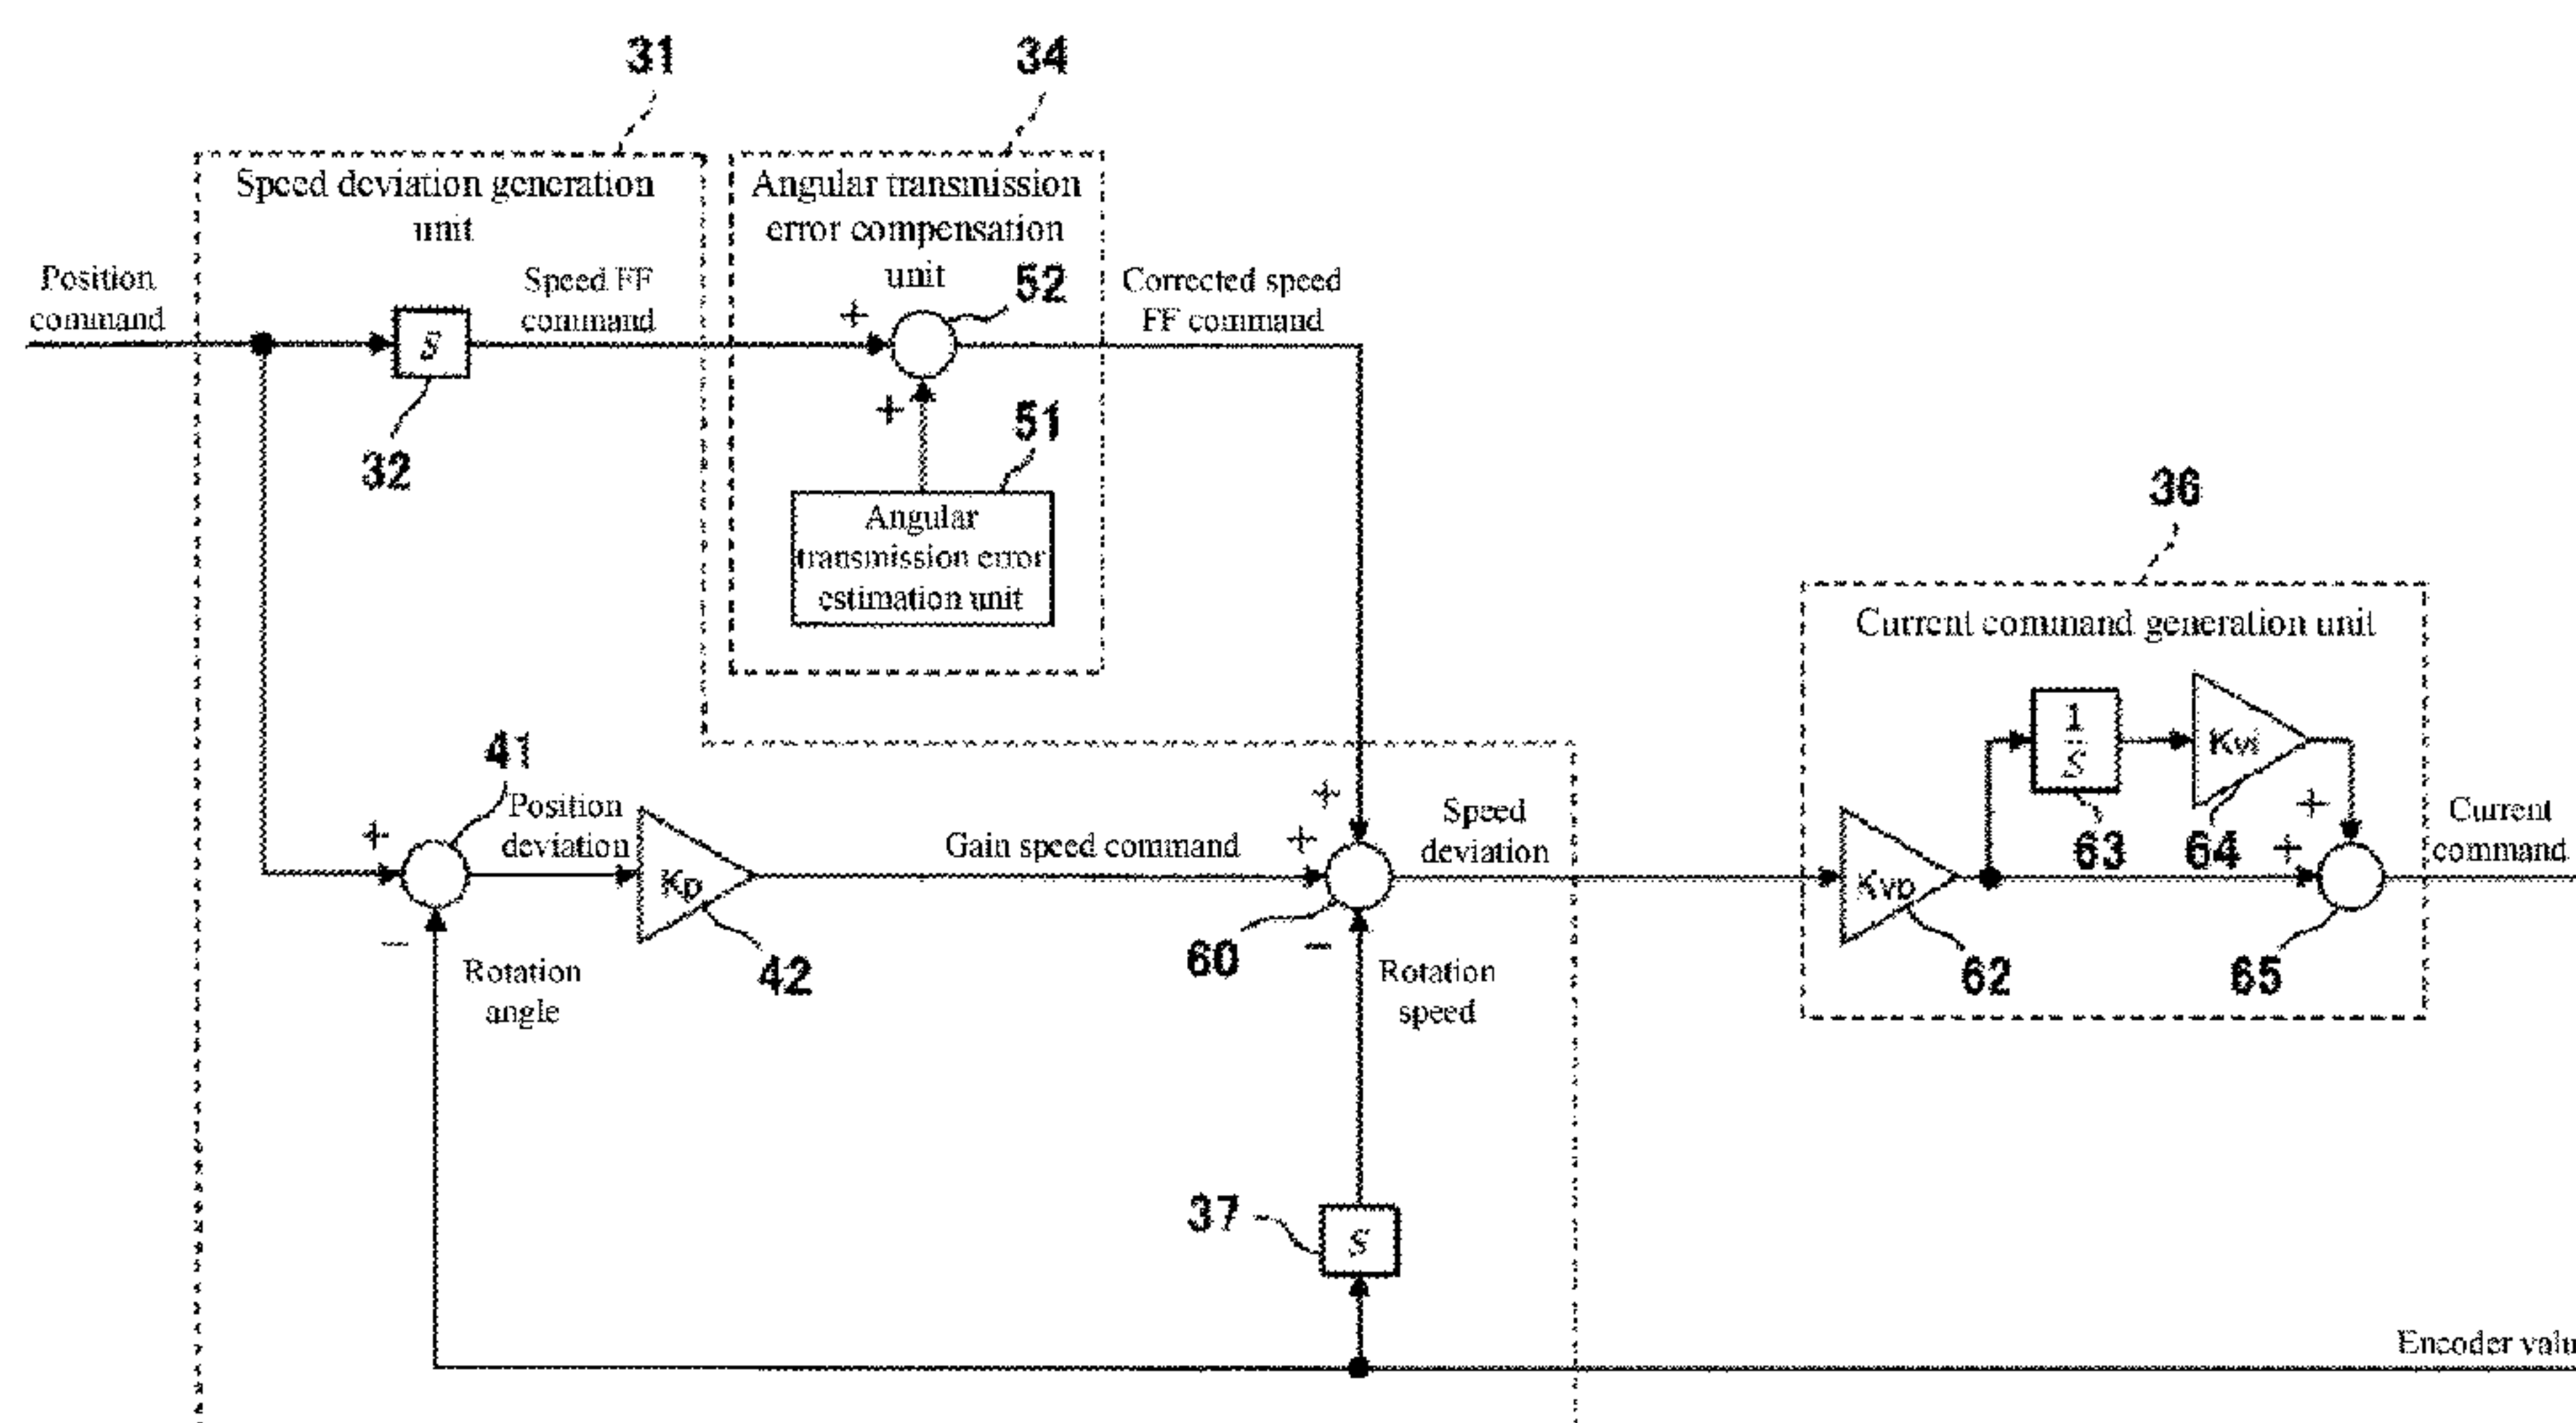 31
34
Speed deviation generation
unit
Angular transmission
error compensation
unit
52
Position
command
S
Speed FF
command
+
Corrected speed
FF command
32
+
51
Angular
transmission error
estimation unit
36
Current command generation unit
1
S
Kvi
63
64
+
+
41
Position
deviation
+
Kp
42
Gain speed command
+
+
Speed
deviation
Kvp
62
65
Current
command
−
Rotation
angle
60
−
Rotation
speed
37
S
Encoder valu